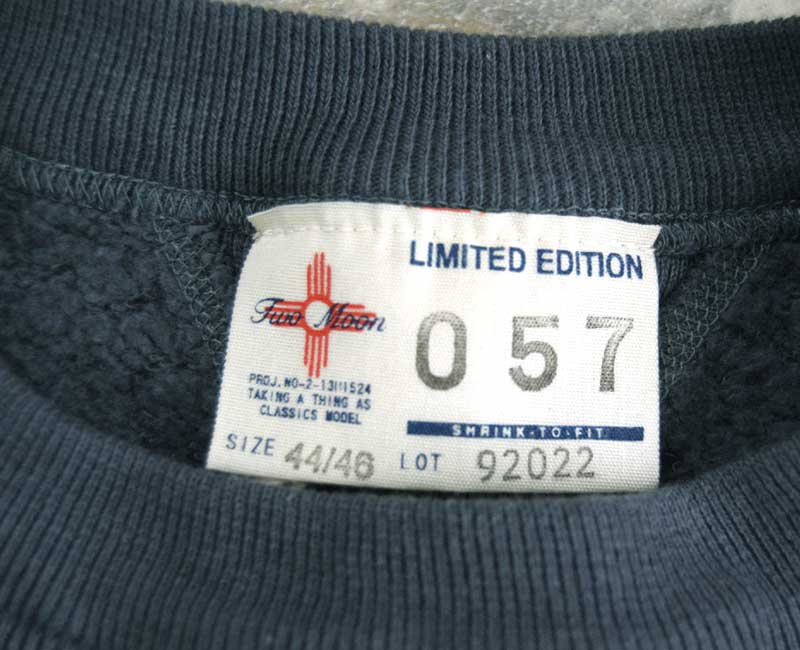 LIMITED EDITION
Two Moon
057
PROJ. NO-2-13111524
TAKING A THING AS
CLASSICS MODEL
SHRINK-TO-FIT
SIZE 44/46 LOT 92022